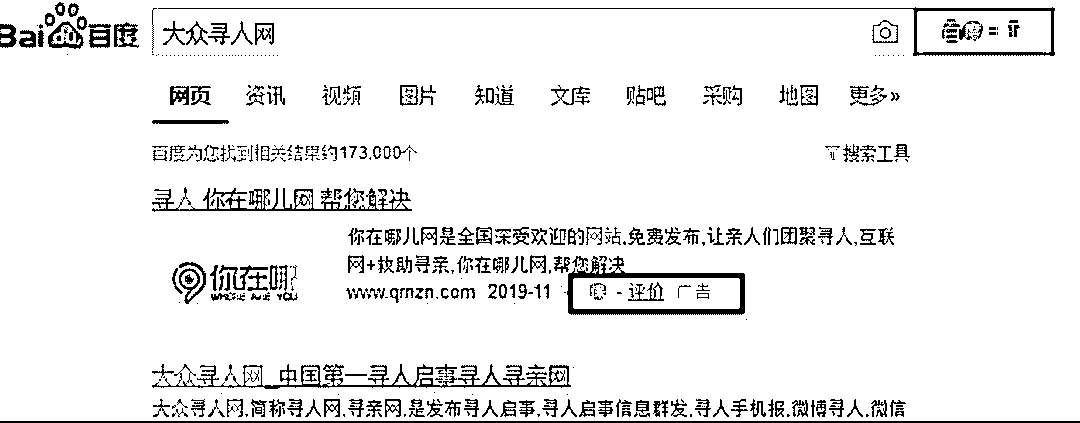 Bai 百度 大众寻人网
网页 资讯 视频 图片 知道 文库 贴吧 采购 地图 更多»
百度为您找到相关结果约173,000个 搜索工具
寻人 你在哪儿网 帮您解决
你在哪儿网是全国深受欢迎的网站,免费发布,让亲人们团聚寻人,互联
网+救助寻亲,你在哪儿网,帮您解决
你在哪?
WHERE ARE YOU
www.qrnzn.com 2019-11 - 评价 广告
大众寻人网_中国第一寻人启事寻人寻亲网
大众寻人网,简称寻人网,寻亲网,是发布寻人启事,寻人启事信息群发,寻人手机报,微博寻人,微信